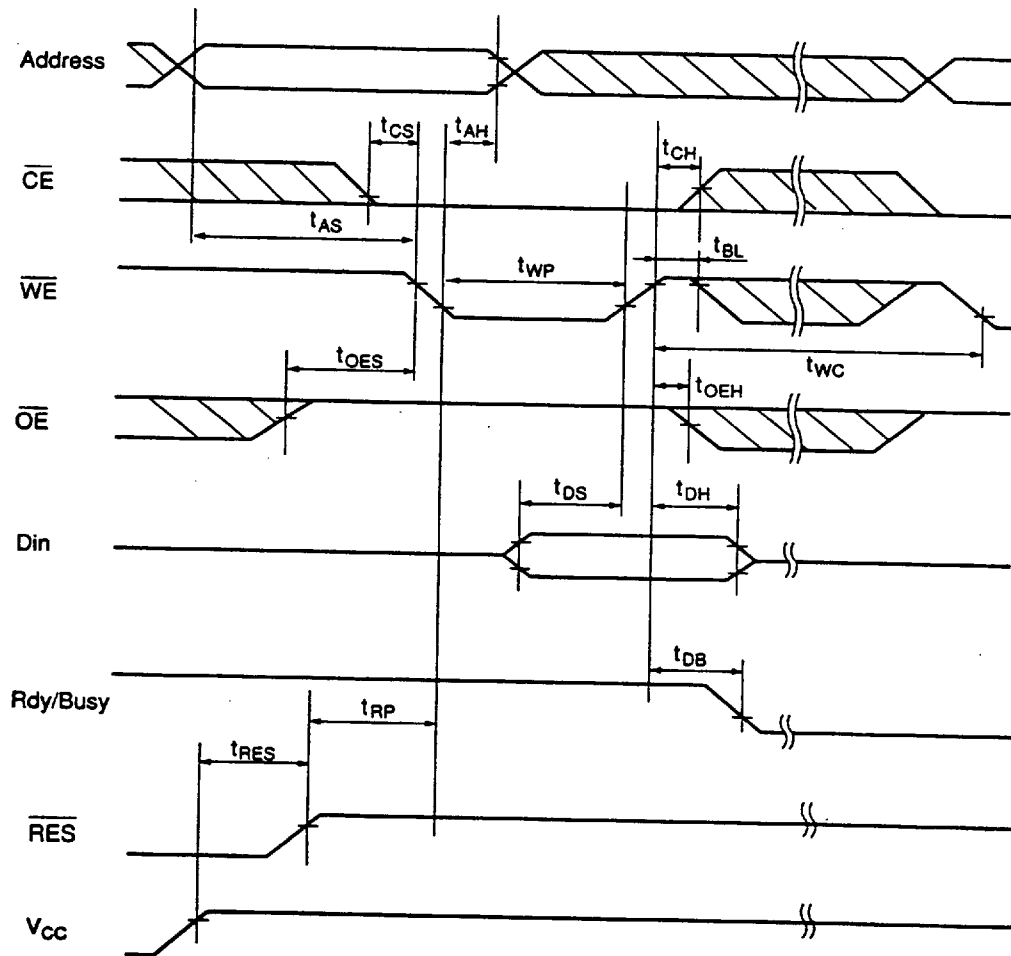 Address
tCS
tAH
tCH
CE
tAS
tBL
tWP
WE
tOES
tWC
tOEH
OE
tDS
tDH
Din
tDB
Rdy/Busy
tRP
tRES
RES
VCC